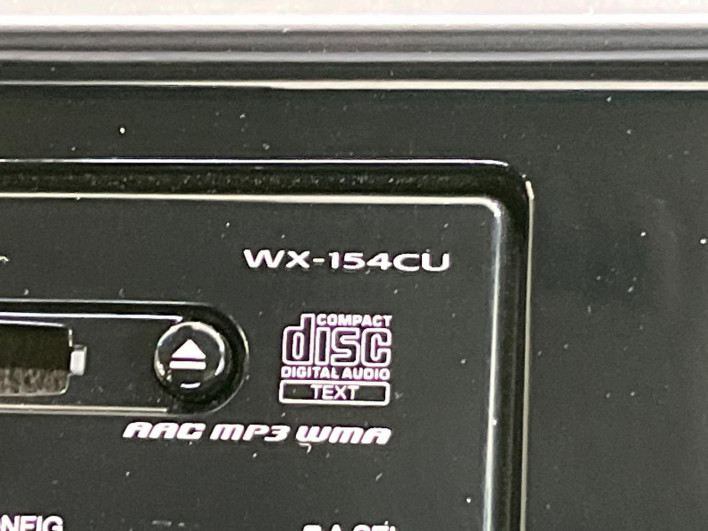 WX-154CU
COMPACT
disc
DIGITAL AUDIO
TEXT
AAC MP3 WMA